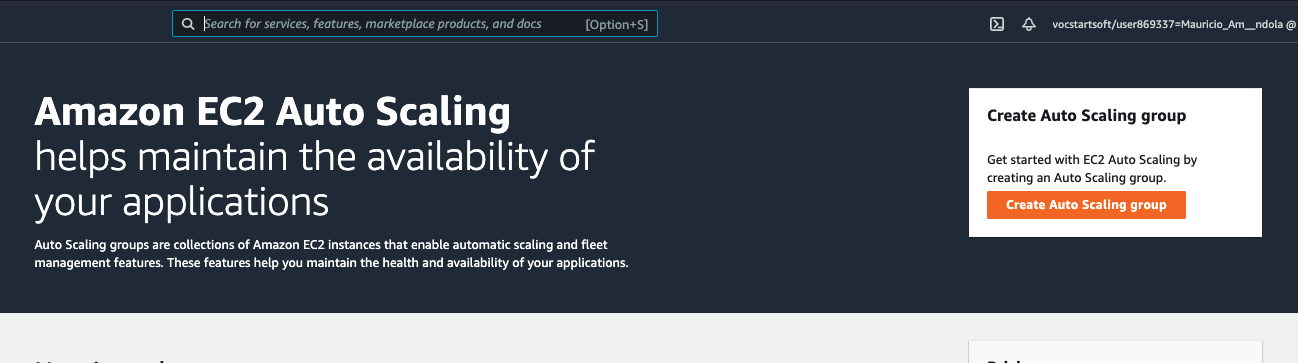 Search for services, features, marketplace products, and docs [Option+S]
vocstartsoft/user869337=Mauricio_Am__ndola @
Amazon EC2 Auto Scaling
helps maintain the availability of
your applications
Auto Scaling groups are collections of Amazon EC2 instances that enable automatic scaling and fleet
management features. These features help you maintain the health and availability of your applications.
Create Auto Scaling group
Get started with EC2 Auto Scaling by
creating an Auto Scaling group.
Create Auto Scaling group